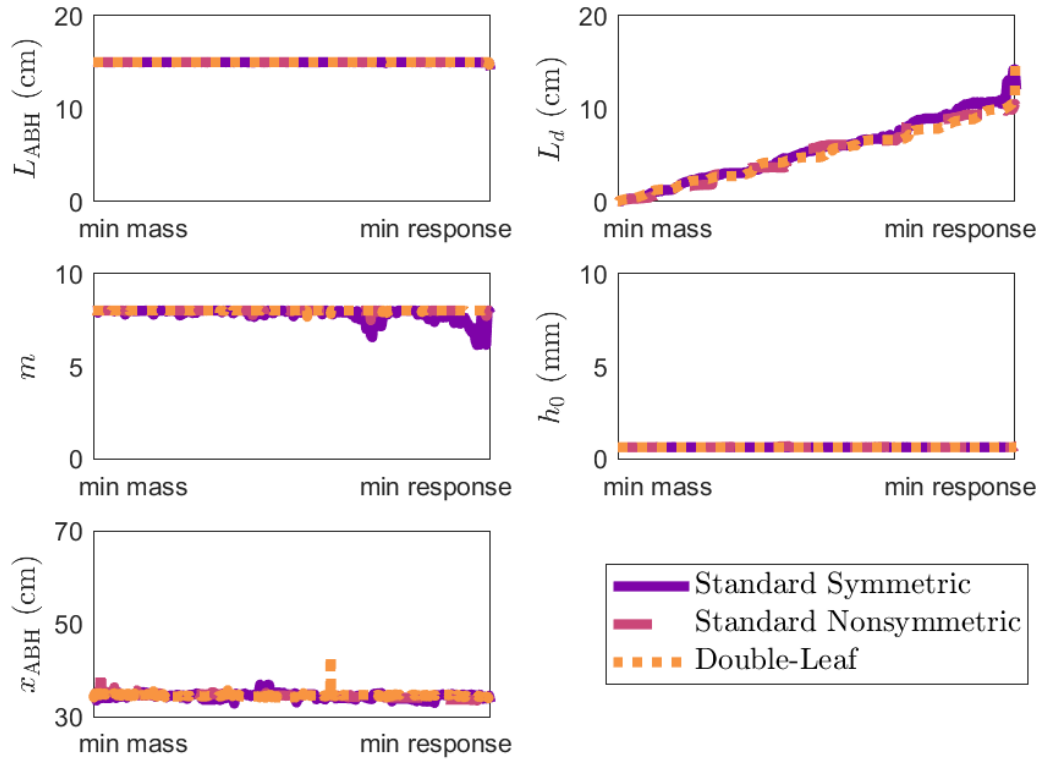 20
10
0
L_ABH (cm)
min mass
min response
20
10
0
L_d (cm)
min mass
min response
10
5
0
m
min mass
min response
10
5
0
h_0 (mm)
min mass
min response
70
50
30
x_ABH (cm)
min mass
min response
Standard Symmetric
Standard Nonsymmetric
Double-Leaf